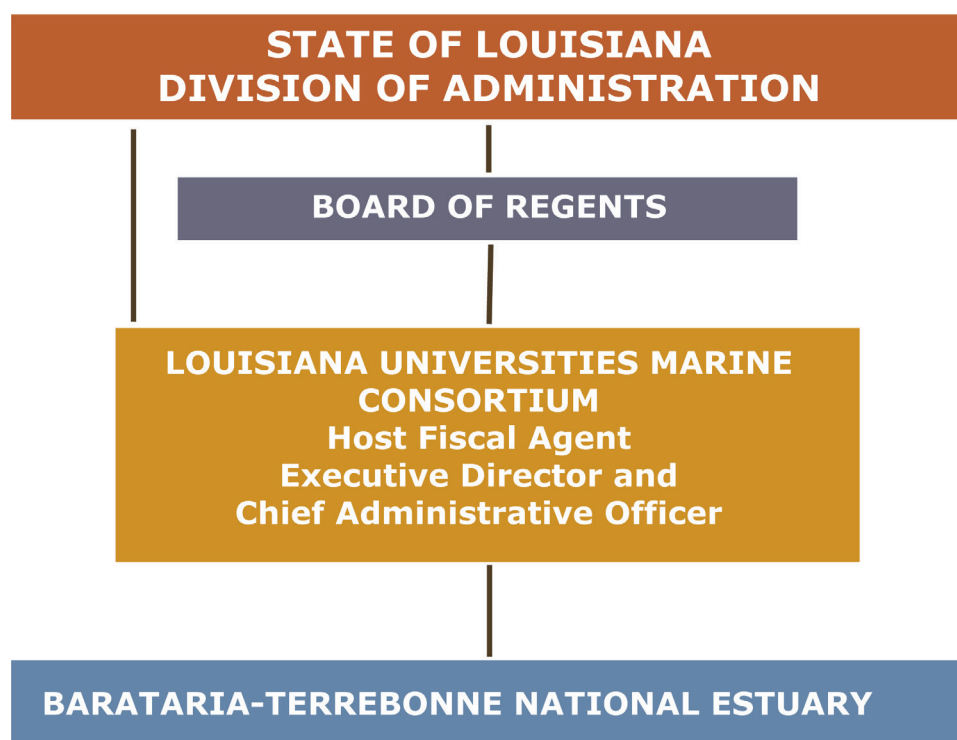 STATE OF LOUISIANA
DIVISION OF ADMINISTRATION
BOARD OF REGENTS
LOUISIANA UNIVERSITIES MARINE
CONSORTIUM
Host Fiscal Agent
Executive Director and
Chief Administrative Officer
BARATARIA-TERREBONNE NATIONAL ESTUARY